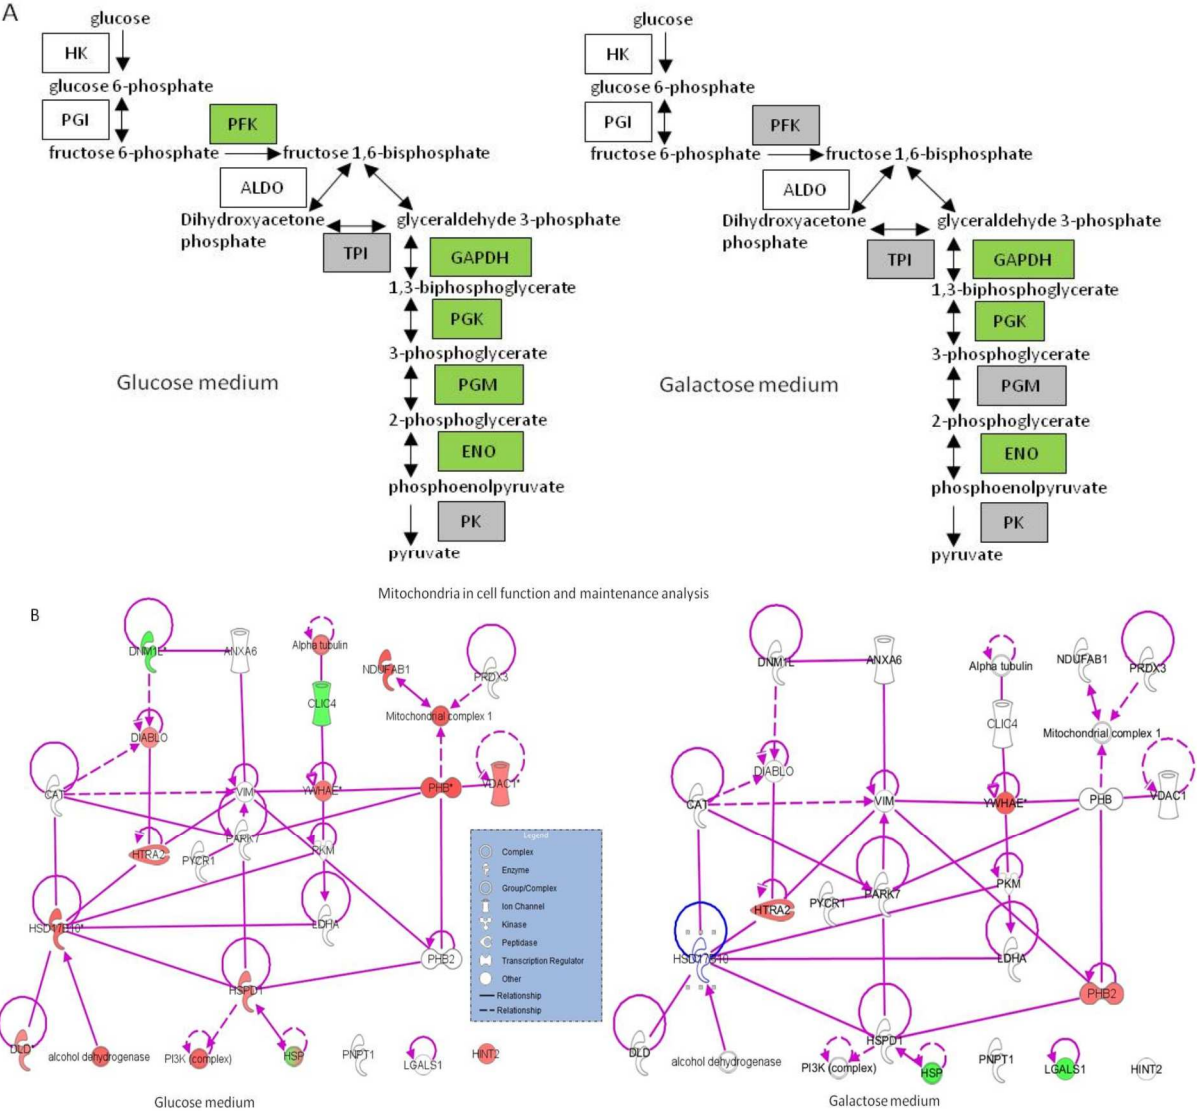 A
glucose
HK
glucose 6-phosphate
PGI
PFK
fructose 6-phosphate
fructose 1,6-bisphosphate
ALDO
Dihydroxyacetone
phosphate
glyceraldehyde 3-phosphate
TPI
GAPDH
1,3-biphosphoglycerate
PGK
3-phosphoglycerate
Glucose medium
PGM
2-phosphoglycerate
ENO
phosphoenolpyruvate
PK
pyruvate
glucose
HK
glucose 6-phosphate
PGI
PFK
fructose 6-phosphate
fructose 1,6-bisphosphate
ALDO
Dihydroxyacetone
phosphate
glyceraldehyde 3-phosphate
TPI
GAPDH
1,3-biphosphoglycerate
PGK
3-phosphoglycerate
Galactose medium
PGM
2-phosphoglycerate
ENO
phosphoenolpyruvate
PK
pyruvate
Mitochondria in cell function and maintenance analysis
B
DNM1L*
ANXA6
Alpha tubulin
NDUFAB1
PRDX3
CLIC4
Mitochondrial complex 1
DIABLO
CAT
VIM
YWHAE*
PHB*
VDAC1*
HTRA2
PYCR1
PARK7
PKM
HSD17B10*
LDHA
PHB2
HSPD1
DLD*
alcohol dehydrogenase
PI3K (complex)
HSP
PNPT1
LGALS1
HINT2
Glucose medium
Legend
Complex
Enzyme
Group/Complex
Ion Channel
Kinase
Peptidase
Transcription Regulator
Other
Relationship
Relationship
DNM1L
ANXA6
Alpha tubulin
NDUFAB1
PRDX3
CLIC4
Mitochondrial complex 1
DIABLO
CAT
VIM
YWHAE*
PHB
VDAC1
HTRA2
PYCR1
PARK7
PKM
HSD17B10
LDHA
PHB2
HSPD1
DLD
alcohol dehydrogenase
PI3K (complex)
HSP
PNPT1
LGALS1
HINT2
Galactose medium